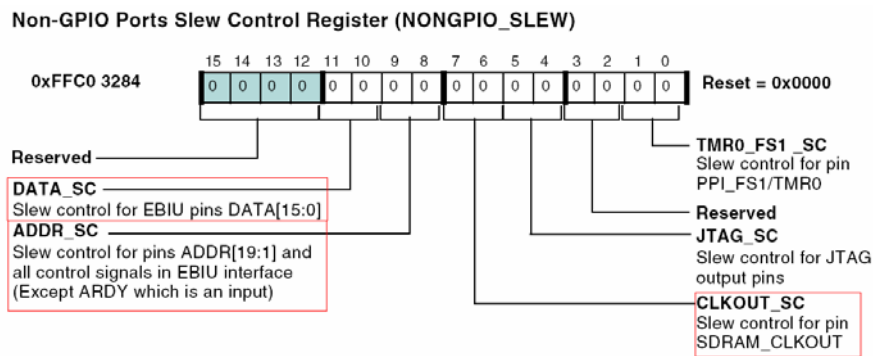 Non-GPIO Ports Slew Control Register (NONGPIO_SLEW)
15 14 13 12 11 10 9 8 7 6 5 4 3 2 1 0
0xFFC0 3284
0 0 0 0 0 0 0 0 0 0 0 0 0 0 0 0
Reset = 0x0000
Reserved
DATA_SC
Slew control for EBIU pins DATA[15:0]
ADDR_SC
Slew control for pins ADDR[19:1] and
all control signals in EBIU interface
(Except ARDY which is an input)
TMR0_FS1 _SC
Slew control for pin
PPI_FS1/TMR0
Reserved
JTAG_SC
Slew control for JTAG
output pins
CLKOUT_SC
Slew control for pin
SDRAM_CLKOUT